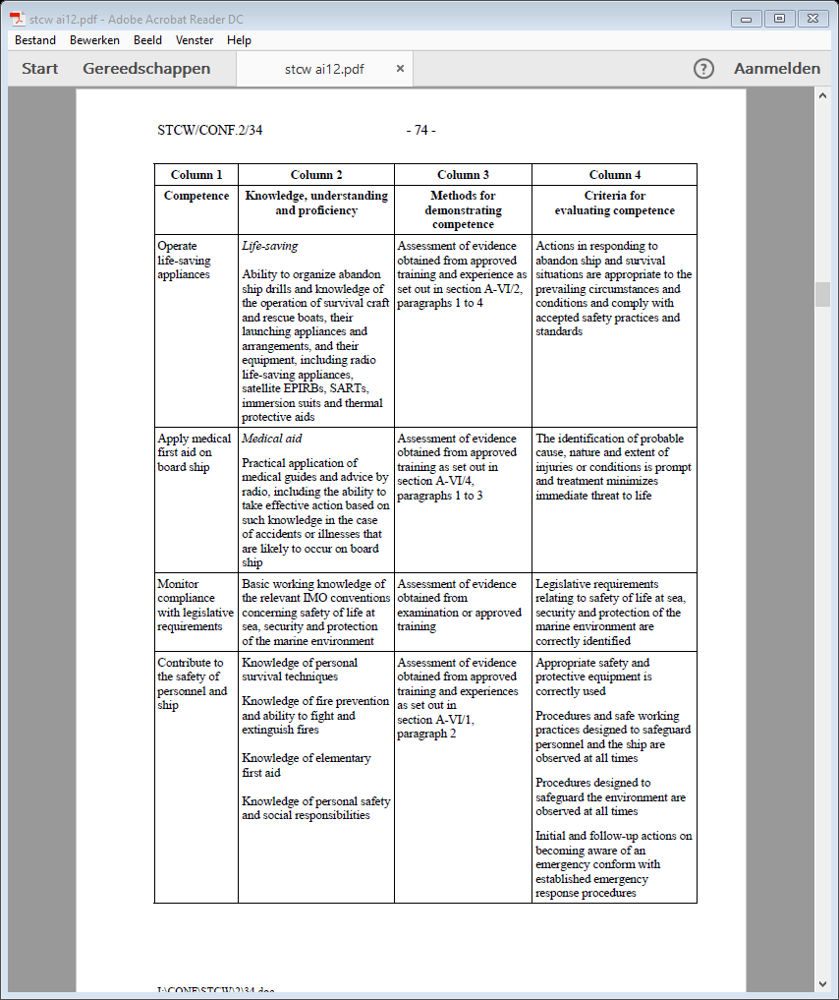 stcw ai12.pdf - Adobe Acrobat Reader DC
Bestand Bewerken Beeld Venster Help
Start Gereedschappen stcw ai12.pdf × ? Aanmelden
STCW/CONF.2/34 - 74 -
Column 1 Column 2 Column 3 Column 4
Competence
Knowledge, understanding
and proficiency
Methods for
demonstrating
competence
Criteria for
evaluating competence
Operate
life-saving
appliances
Life-saving
Ability to organize abandon
ship drills and knowledge of
the operation of survival craft
and rescue boats, their
launching appliances and
arrangements, and their
equipment, including radio
life-saving appliances,
satellite EPIRBs, SARTs,
immersion suits and thermal
protective aids
Assessment of evidence
obtained from approved
training and experience as
set out in section A-VI/2,
paragraphs 1 to 4
Actions in responding to
abandon ship and survival
situations are appropriate to the
prevailing circumstances and
conditions and comply with
accepted safety practices and
standards
Apply medical
first aid on
board ship
Medical aid
Practical application of
medical guides and advice by
radio, including the ability to
take effective action based on
such knowledge in the case
of accidents or illnesses that
are likely to occur on board
ship
Assessment of evidence
obtained from approved
training as set out in
section A-VI/4,
paragraphs 1 to 3
The identification of probable
cause, nature and extent of
injuries or conditions is prompt
and treatment minimizes
immediate threat to life
Monitor
compliance
with legislative
requirements
Basic working knowledge of
the relevant IMO conventions
concerning safety of life at
sea, security and protection
of the marine environment
Assessment of evidence
obtained from
examination or approved
training
Legislative requirements
relating to safety of life at sea,
security and protection of the
marine environment are
correctly identified
Contribute to
the safety of
personnel and
ship
Knowledge of personal
survival techniques
Knowledge of fire prevention
and ability to fight and
extinguish fires
Knowledge of elementary
first aid
Knowledge of personal safety
and social responsibilities
Assessment of evidence
obtained from approved
training and experiences
as set out in
section A-VI/1,
paragraph 2
Appropriate safety and
protective equipment is
correctly used
Procedures and safe working
practices designed to safeguard
personnel and the ship are
observed at all times
Procedures designed to
safeguard the environment are
observed at all times
Initial and follow-up actions on
becoming aware of an
emergency conform with
established emergency
response procedures
I:\CONF\STCW\2\34.doc